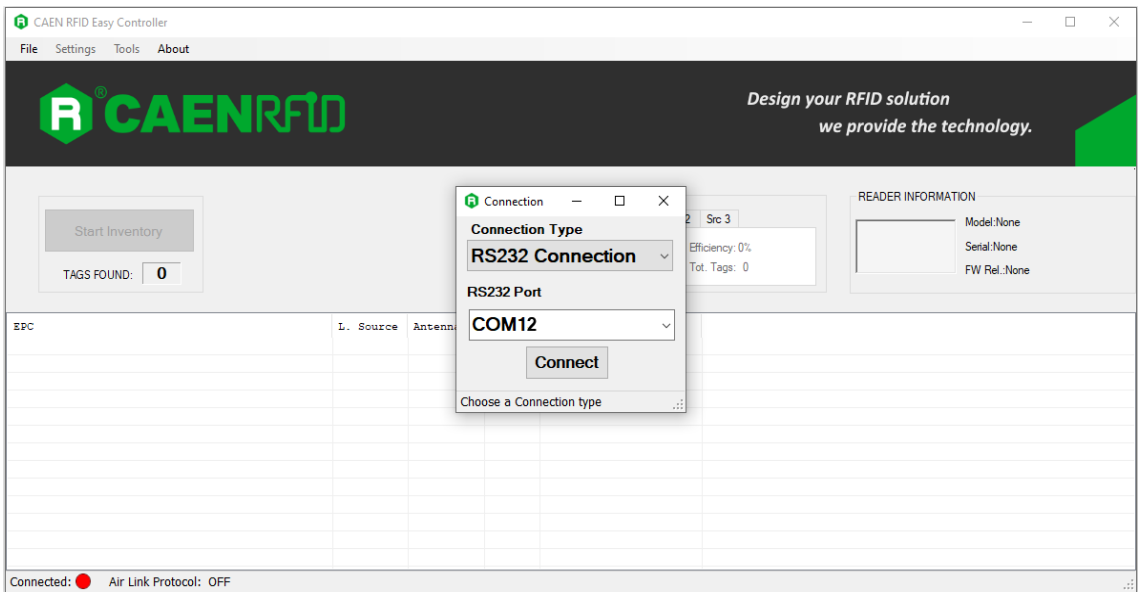 CAEN RFID Easy Controller
File Settings Tools About
R®CAENRFID
Design your RFID solution
we provide the technology.
Start Inventory
TAGS FOUND: 0
Connection
Connection Type
RS232 Connection
RS232 Port
COM12
Connect
Choose a Connection type
2 Src 3
Efficiency: 0%
Tot. Tags: 0
READER INFORMATION
Model:None
Serial:None
FW Rel.:None
EPC L. Source Antenn
Connected: Air Link Protocol: OFF